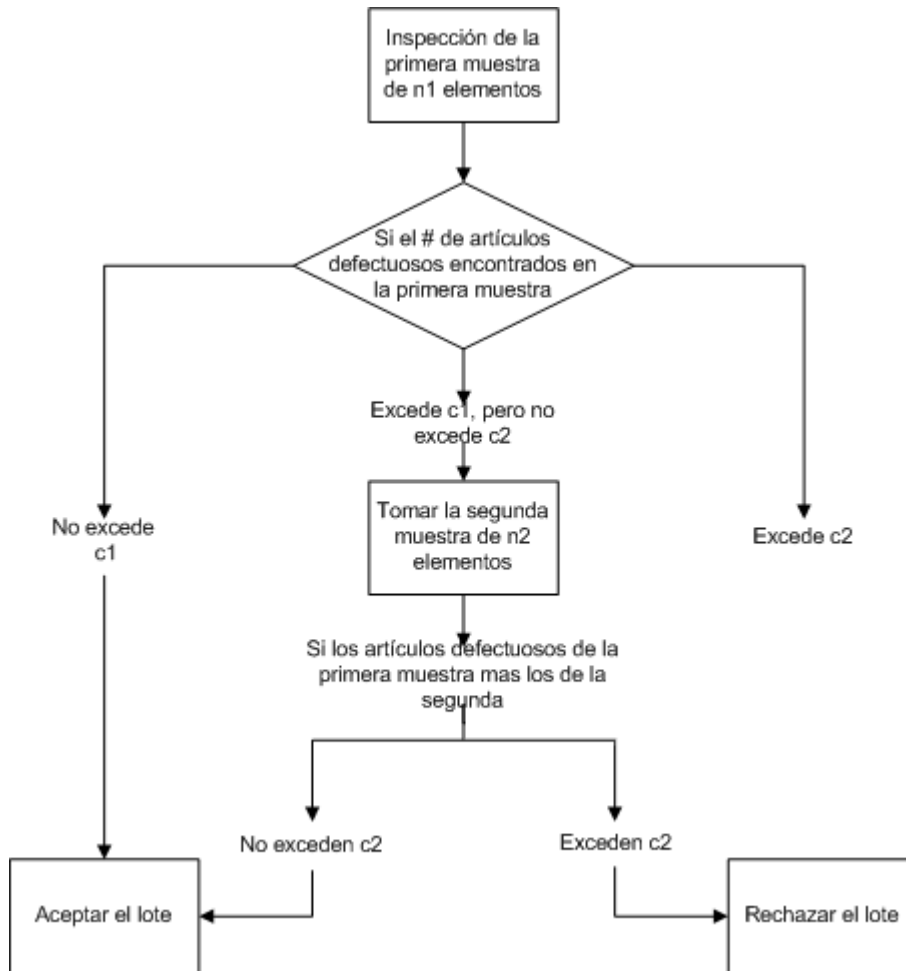 Inspección de la
primera muestra
de n1 elementos
Si el # de artículos
defectuosos encontrados en
la primera muestra
Excede c1, pero no
excede c2
No excede
c1
Tomar la segunda
muestra de n2
elementos
Excede c2
Si los artículos defectuosos de la
primera muestra mas los de la
segunda
No exceden c2
Exceden c2
Aceptar el lote
Rechazar el lote